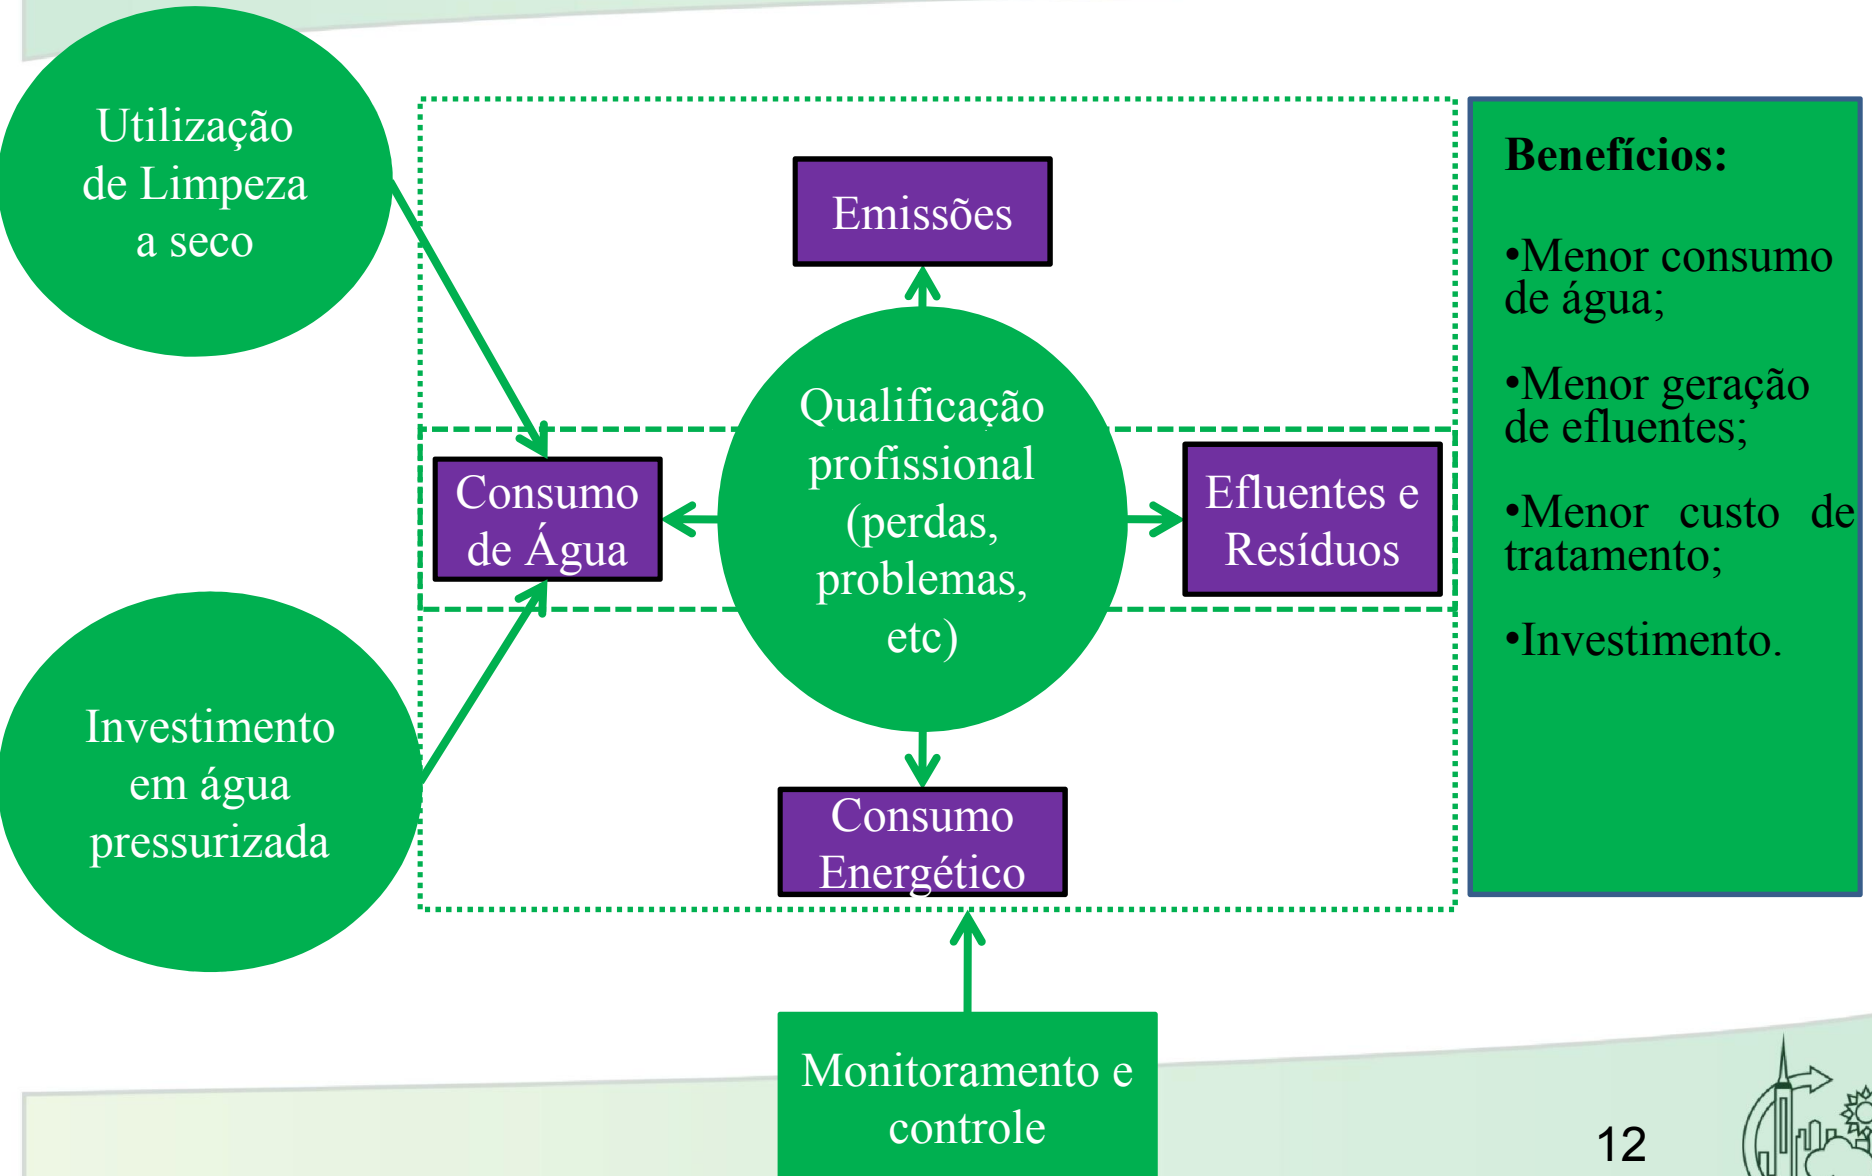 Utilização
de Limpeza
a seco
Emissões
Qualificação
profissional
(perdas,
problemas,
etc)
Consumo
de Água
Efluentes e
Resíduos
Investimento
em água
pressurizada
Consumo
Energético
Monitoramento e
controle
Benefícios:
•Menor consumo
de água;
•Menor geração
de efluentes;
•Menor custo de
tratamento;
•Investimento.
12